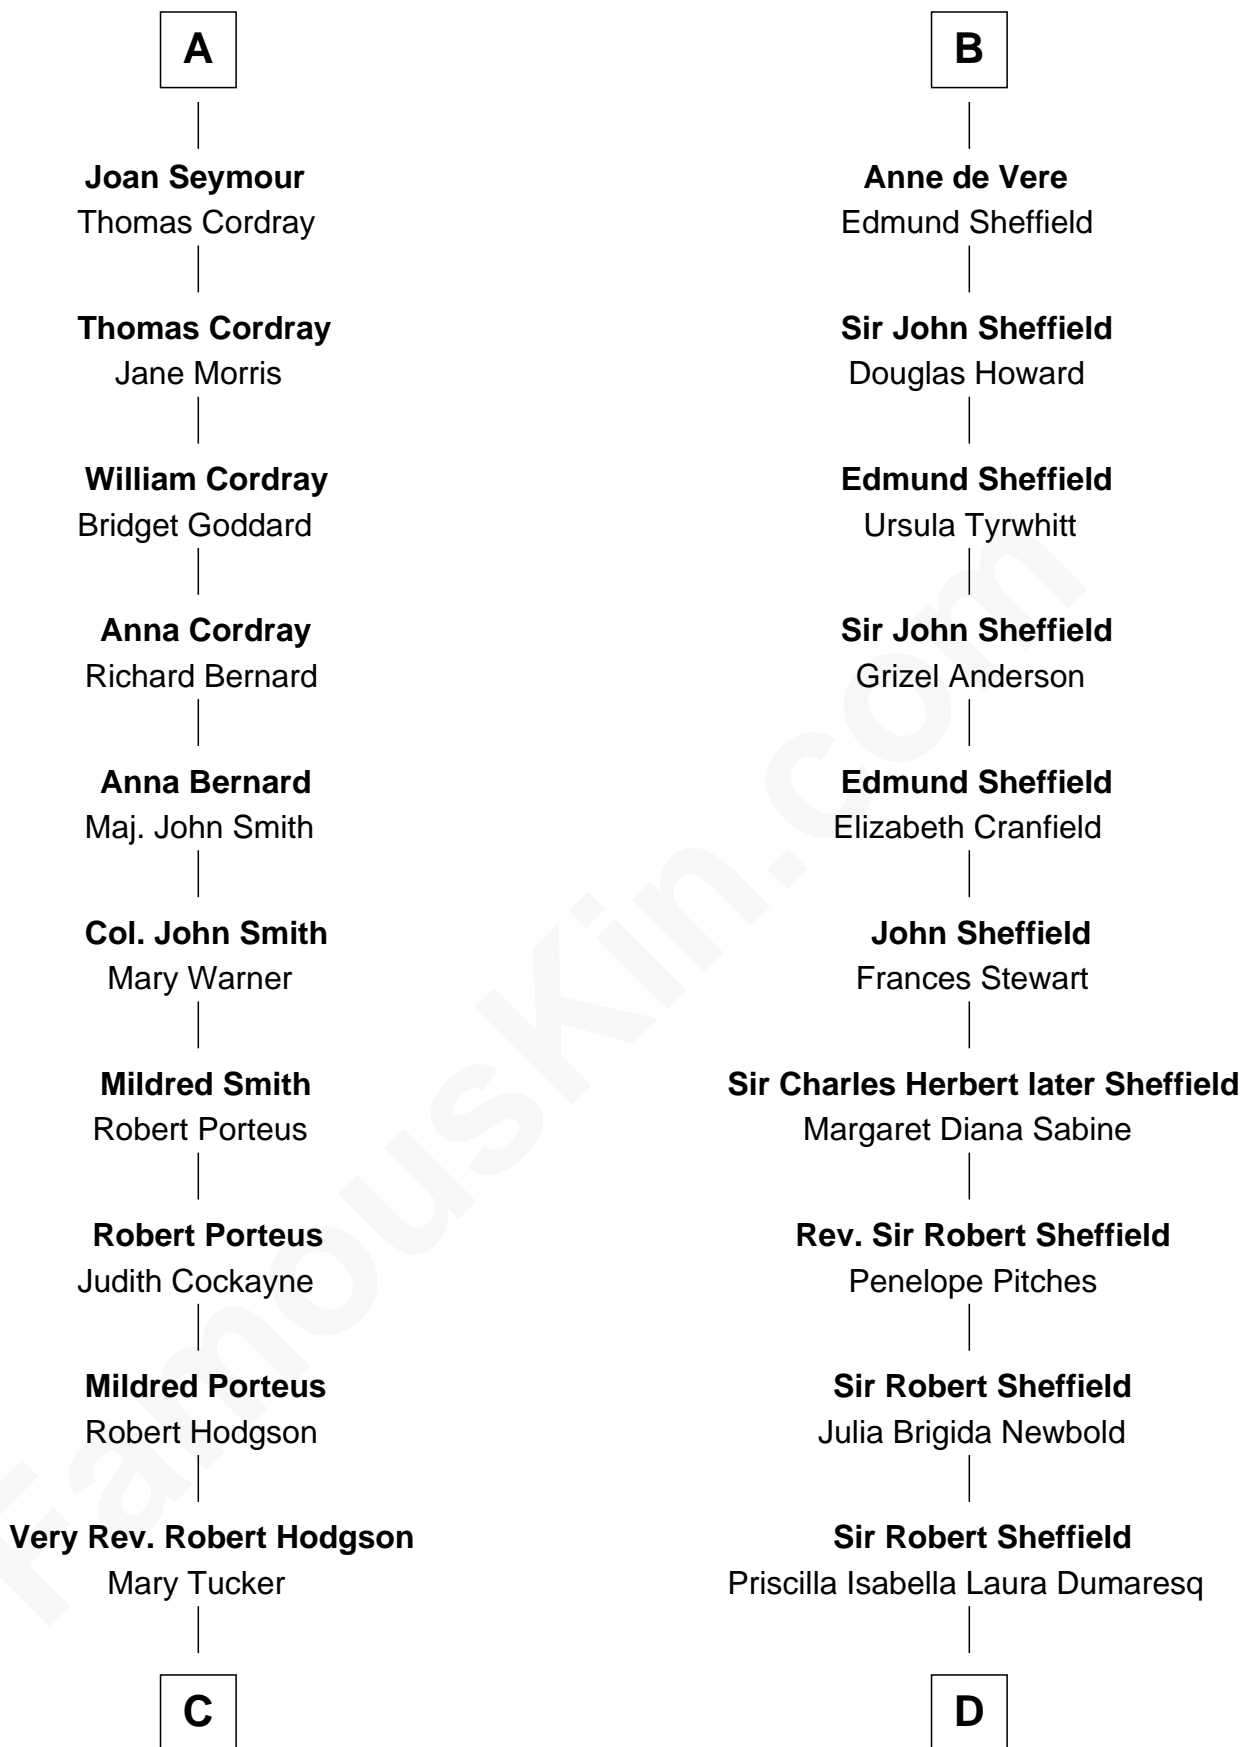 A
Joan Seymour
Thomas Cordray
Thomas Cordray
Jane Morris
William Cordray
Bridget Goddard
Anna Cordray
Richard Bernard
Anna Bernard
Maj. John Smith
Col. John Smith
Mary Warner
Mildred Smith
Robert Porteus
Robert Porteus
Judith Cockayne
Mildred Porteus
Robert Hodgson
Very Rev. Robert Hodgson
Mary Tucker
C
B
Anne de Vere
Edmund Sheffield
Sir John Sheffield
Douglas Howard
Edmund Sheffield
Ursula Tyrwhitt
Sir John Sheffield
Grizel Anderson
Edmund Sheffield
Elizabeth Cranfield
John Sheffield
Frances Stewart
Sir Charles Herbert later Sheffield
Margaret Diana Sabine
Rev. Sir Robert Sheffield
Penelope Pitches
Sir Robert Sheffield
Julia Brigida Newbold
Sir Robert Sheffield
Priscilla Isabella Laura Dumaresq
D
FamousKin.com